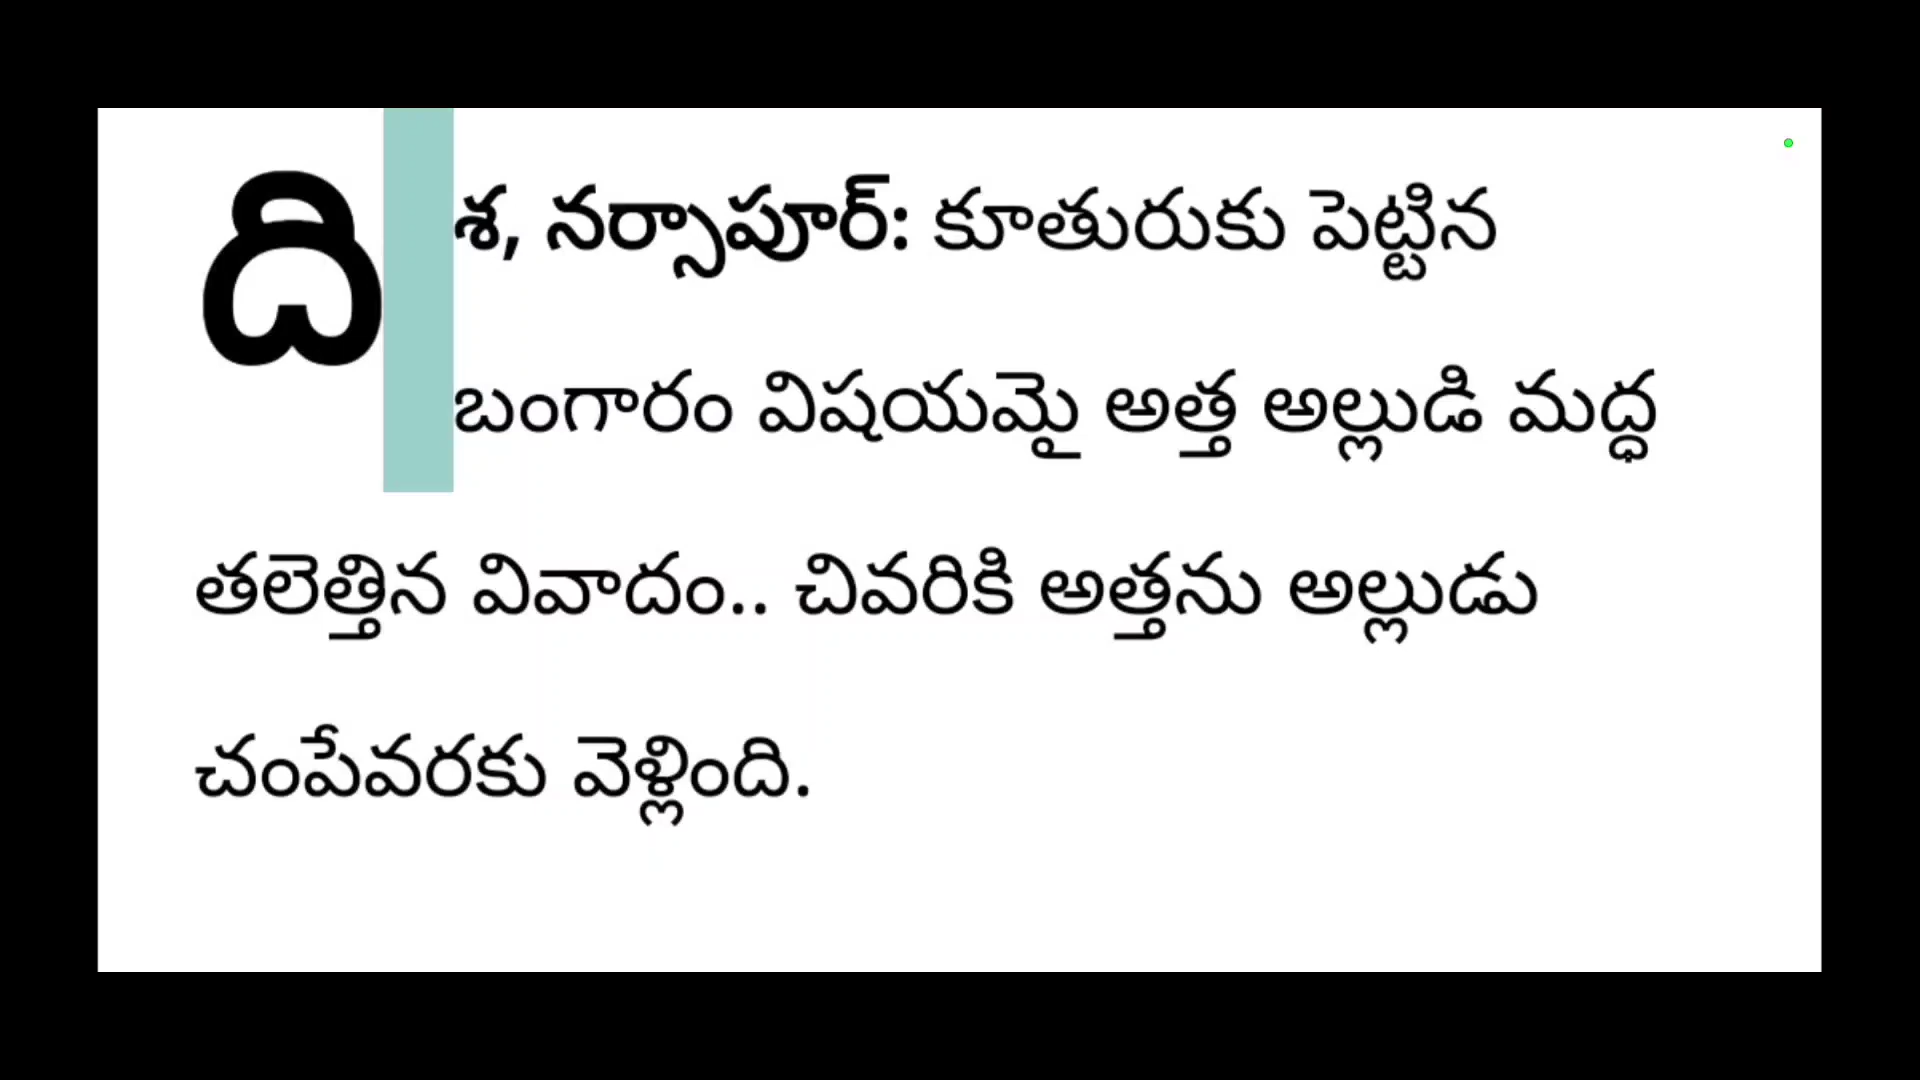 దిశ, నర్సాపూర్: కూతురుకు పెట్టిన
బంగారం విషయమై అత్త అల్లుడి మద్ధ
తలెత్తిన వివాదం.. చివరికి అత్తను అల్లుడు
చంపేవరకు వెళ్లింది.